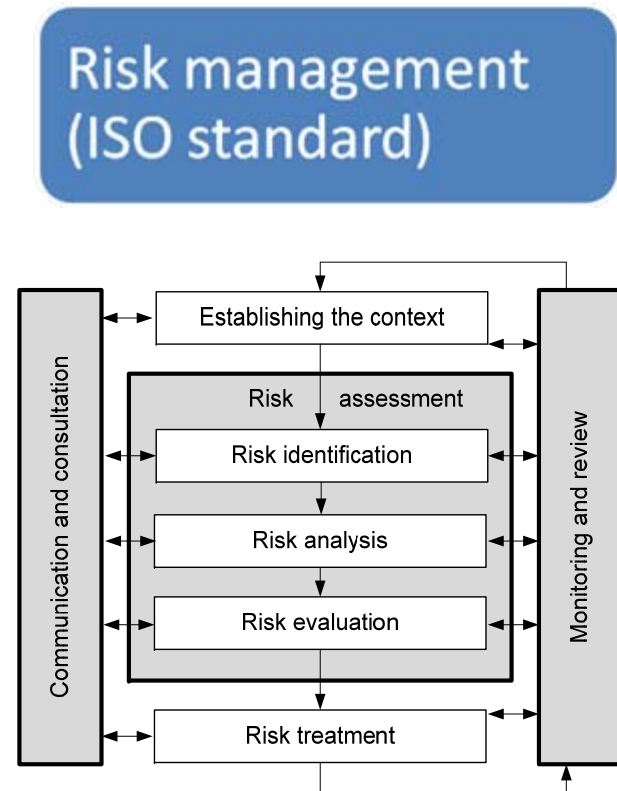 Risk management
(ISO standard)
Establishing the context
Risk assessment
Risk identification
Risk analysis
Risk evaluation
Risk treatment
Communication and consultation
Monitoring and review